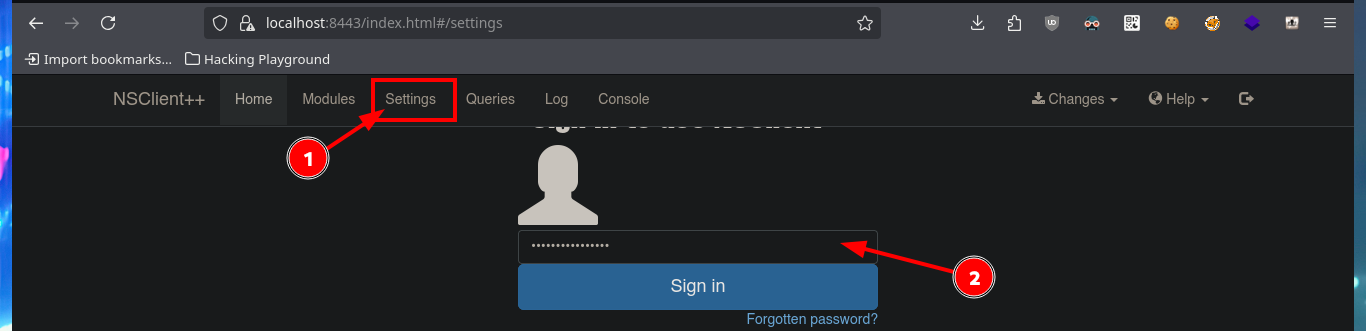 localhost:8443/index.html#/settings
Import bookmarks... Hacking Playground
NSClient++ Home Modules Settings Queries Log Console Changes Help
1
••••••••••••••••
2
Sign in
Forgotten password?